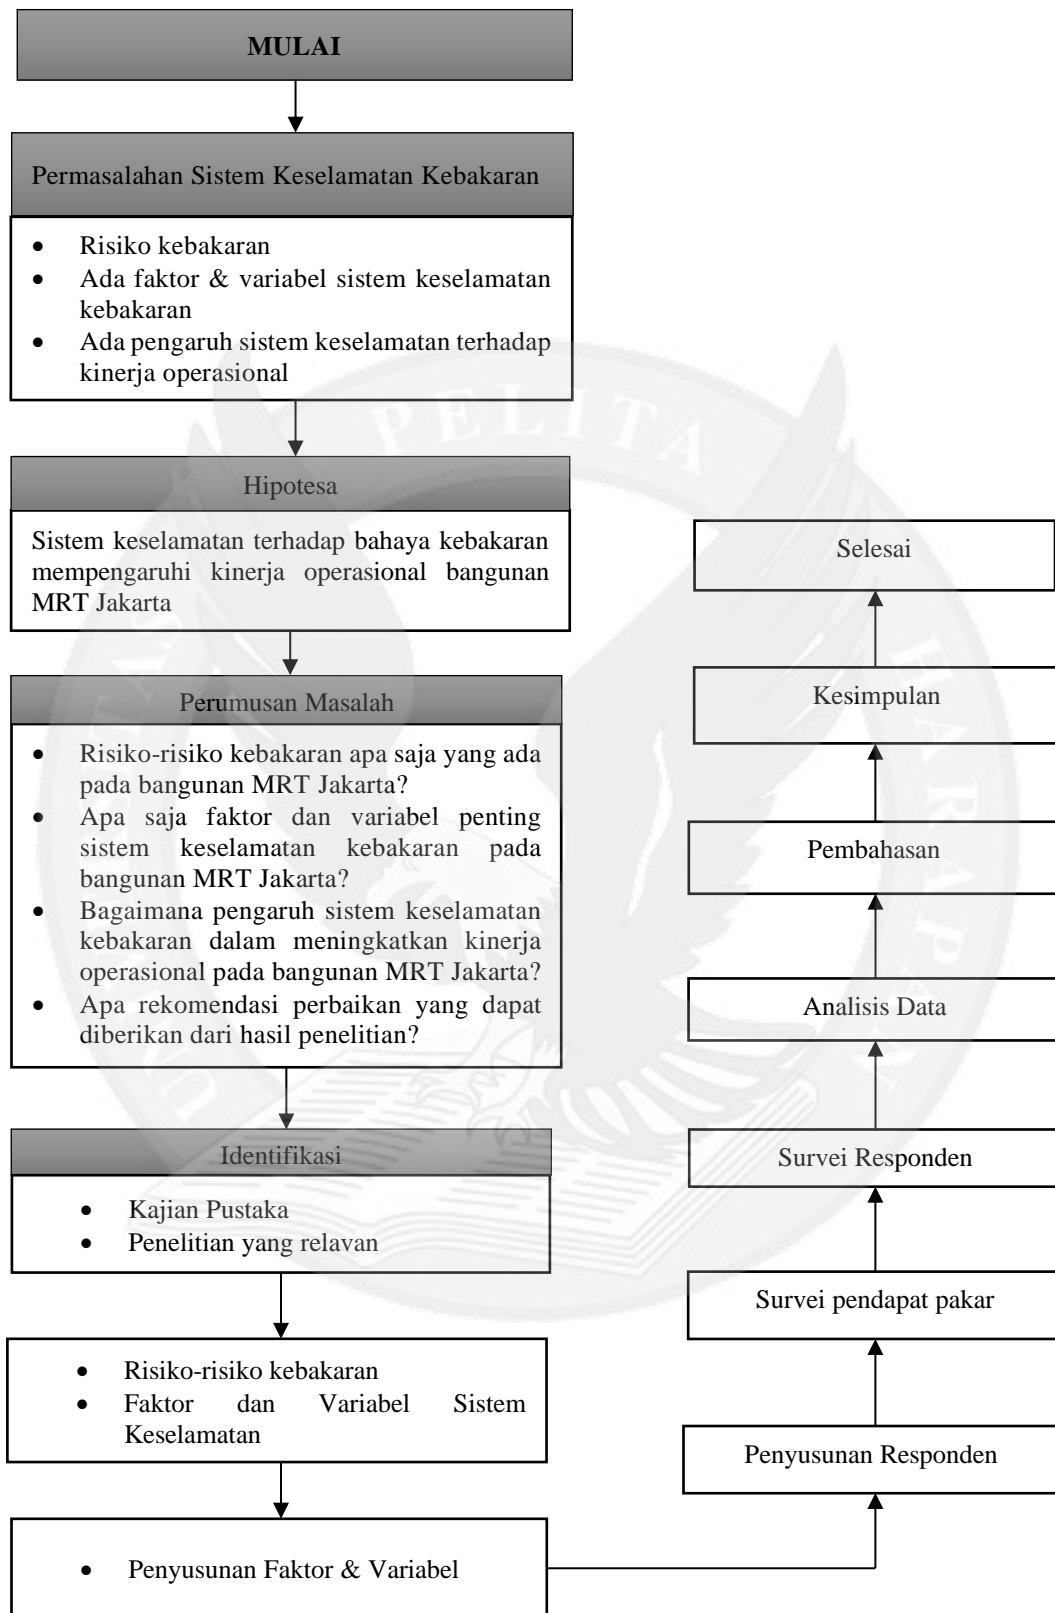 MULAI
Permasalahan Sistem Keselamatan Kebakaran
• Risiko kebakaran
• Ada faktor & variabel sistem keselamatan
kebakaran
• Ada pengaruh sistem keselamatan terhadap
kinerja operasional
Hipotesa
Sistem keselamatan terhadap bahaya kebakaran
mempengaruhi kinerja operasional bangunan
MRT Jakarta
Perumusan Masalah
• Risiko-risiko kebakaran apa saja yang ada
pada bangunan MRT Jakarta?
• Apa saja faktor dan variabel penting
sistem keselamatan kebakaran pada
bangunan MRT Jakarta?
• Bagaimana pengaruh sistem keselamatan
kebakaran dalam meningkatkan kinerja
operasional pada bangunan MRT Jakarta?
• Apa rekomendasi perbaikan yang dapat
diberikan dari hasil penelitian?
Identifikasi
• Kajian Pustaka
• Penelitian yang relavan
• Risiko-risiko kebakaran
• Faktor dan Variabel Sistem
Keselamatan
• Penyusunan Faktor & Variabel
Penyusunan Responden
Survei pendapat pakar
Survei Responden
Analisis Data
Pembahasan
Kesimpulan
Selesai
UNIVERSITAS PELITA HARAPAN